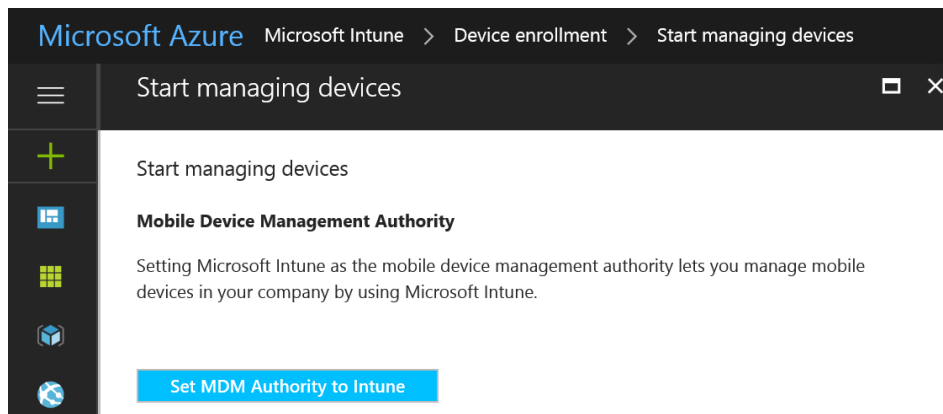 Microsoft Azure Microsoft Intune > Device enrollment > Start managing devices
Start managing devices
Start managing devices
Mobile Device Management Authority
Setting Microsoft Intune as the mobile device management authority lets you manage mobile
devices in your company by using Microsoft Intune.
Set MDM Authority to Intune